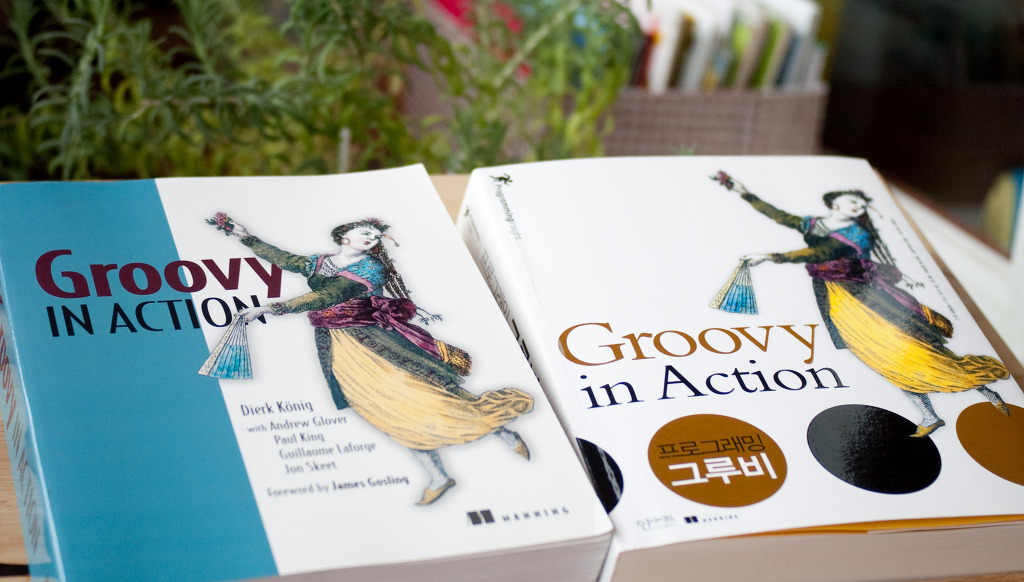 Groovy
IN ACTION
Dierk König
with Andrew Glover
Paul King
Guillaume Laforge
Jon Skeet
Foreword by James Gosling
MANNING
Programming
Groovy
in Action
프로그래밍
그루비
MANNING